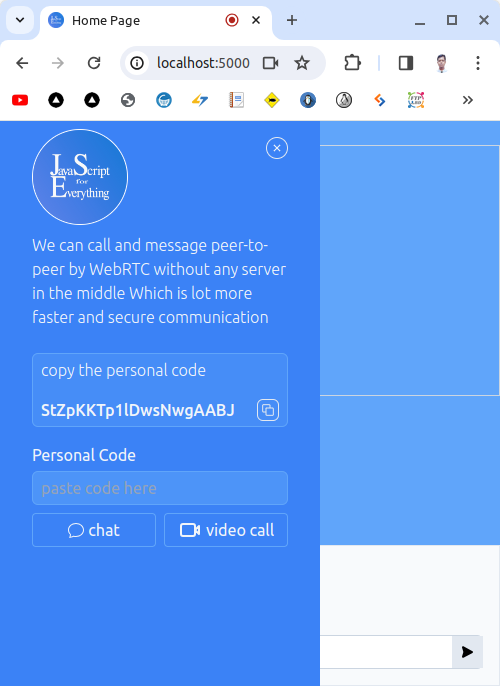 Home Page
localhost:5000
JavaScript
for
Everything
We can call and message peer-to-
peer by WebRTC without any server
in the middle Which is lot more
faster and secure communication
copy the personal code
StZpKKTp1lDwsNwgAABJ
Personal Code
paste code here
chat
video call